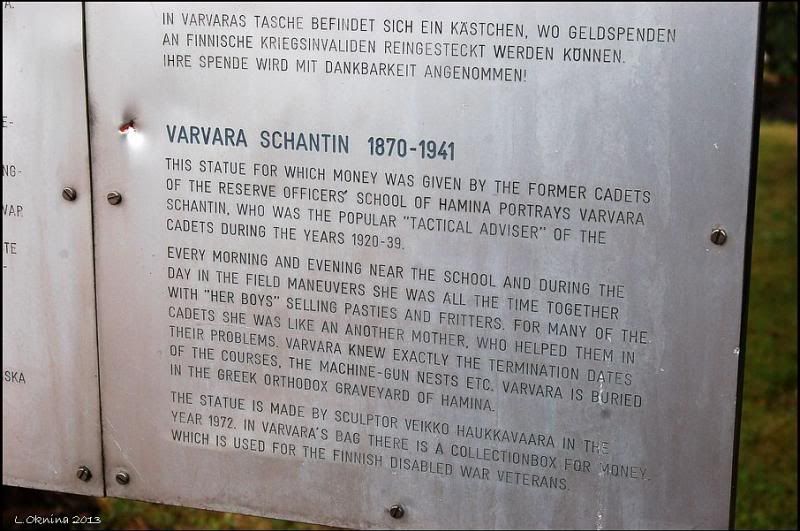 A.
E-
NG-
WAR
TE
-
SKA
IN VARVARAS TASCHE BEFINDET SICH EIN KÄSTCHEN, WO GELDSPENDEN
AN FINNISCHE KRIEGSINVALIDEN REINGESTECKT WERDEN KÖNNEN.
IHRE SPENDE WIRD MIT DANKBARKEIT ANGENOMMEN!
VARVARA SCHANTIN 1870-1941
THIS STATUE FOR WHICH MONEY WAS GIVEN BY THE FORMER CADETS
OF THE RESERVE OFFICERS' SCHOOL OF HAMINA PORTRAYS VARVARA
SCHANTIN, WHO WAS THE POPULAR "TACTICAL ADVISER" OF THE
CADETS DURING THE YEARS 1920-39.
EVERY MORNING AND EVENING NEAR THE SCHOOL AND DURING THE
DAY IN THE FIELD MANEUVERS SHE WAS ALL THE TIME TOGETHER
WITH "HER BOYS" SELLING PASTIES AND FRITTERS. FOR MANY OF THE
CADETS SHE WAS LIKE AN ANOTHER MOTHER, WHO HELPED THEM IN
THEIR PROBLEMS. VARVARA KNEW EXACTLY THE TERMINATION DATES
OF THE COURSES, THE MACHINE-GUN NESTS ETC. VARVARA IS BURIED
IN THE GREEK ORTHODOX GRAVEYARD OF HAMINA.
THE STATUE IS MADE BY SCULPTOR VEIKKO HAUKKAVAARA IN THE
YEAR 1972. IN VARVARA'S BAG THERE IS A COLLECTIONBOX FOR MONEY,
WHICH IS USED FOR THE FINNISH DISABLED WAR VETERANS.
L.Oknina 2013